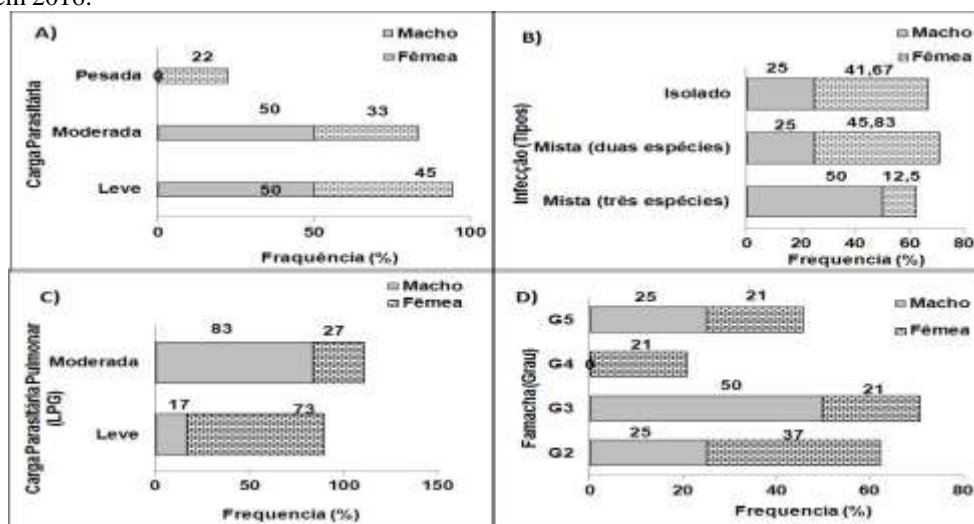 em 2016.
A)
Macho
Fêmea
22
Pesada
0
50 33
Moderada
45
Leve
50
0 50 100
Fraquência (%)
Carga Parasitária
B)
Macho
Fêmea
25 41,67
Isolado
25 45,83
Mista (duas espécies)
50 12,5
Mista (três espécies)
0 20 40 60 80
Frequencia (%)
Infecção (Tipos)
C)
Macho
Fêmea
83 27
Moderada
17 73
Leve
0 50 100 150
Frequencia (%)
Carga Parasitária Pulmonar
(LPG)
D)
Macho
Fêmea
25 21
G5
21
G4
0
50 21
G3
25 37
G2
0 20 40 60 80
Frequencia (%)
Famacha (Grau)